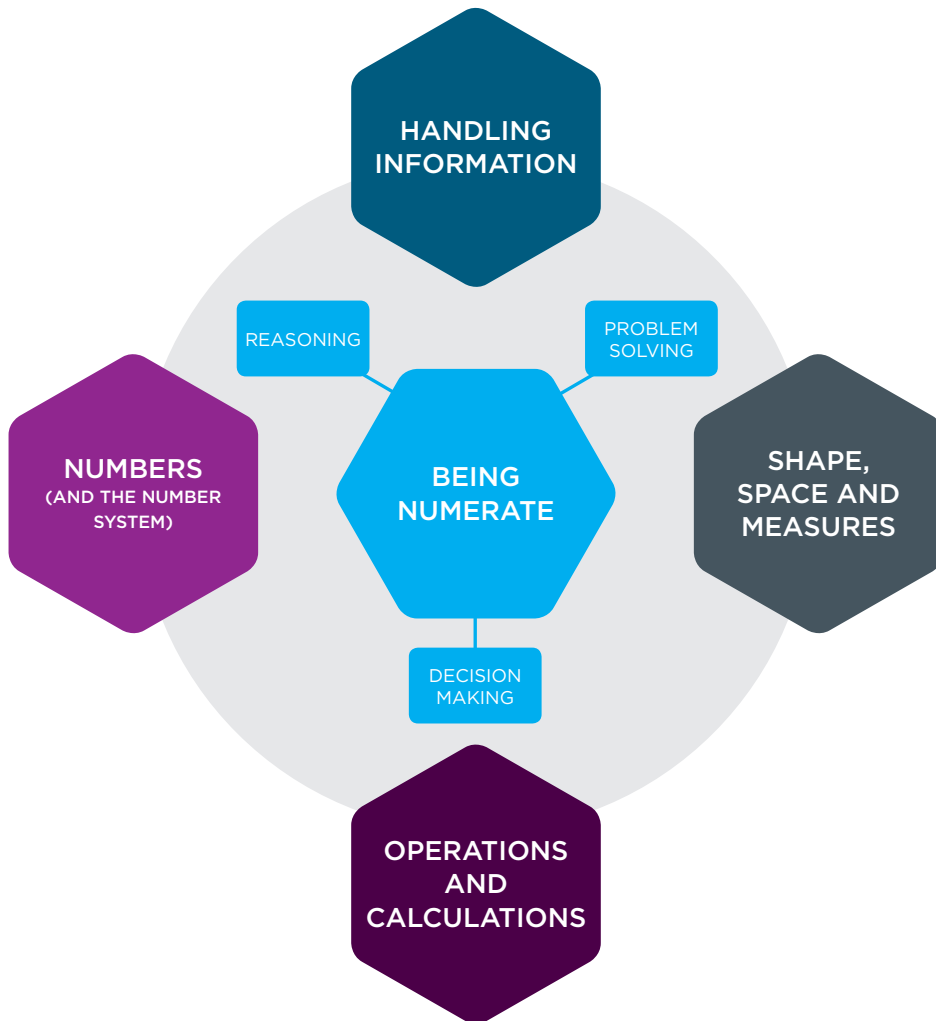 HANDLING
INFORMATION
REASONING
PROBLEM
SOLVING
NUMBERS
(AND THE NUMBER
SYSTEM)
BEING
NUMERATE
SHAPE,
SPACE AND
MEASURES
DECISION
MAKING
OPERATIONS
AND
CALCULATIONS